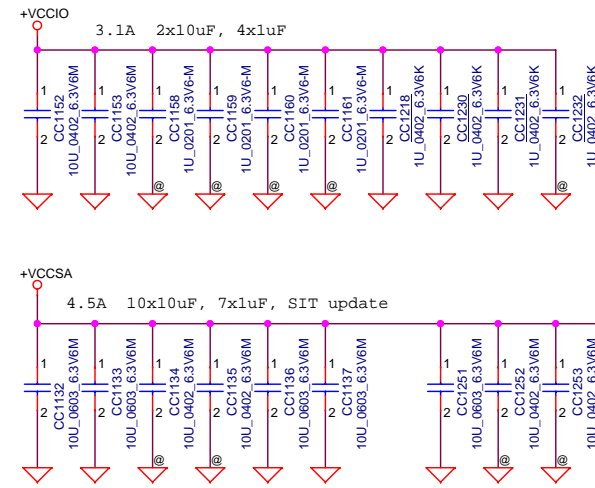 +VCCIO
3.1A 2x10uF, 4x1uF
1 1 1 1 1 1 1 1 1 1
2 2 2 2 2 2 2 2 2 2
CC1152
10U_0402_6.3V6M
CC1153
10U_0402_6.3V6M
CC1158
1U_0201_6.3V6-M
CC1159
1U_0201_6.3V6-M
CC1160
1U_0201_6.3V6-M
CC1161
1U_0201_6.3V6-M
CC1218
1U_0402_6.3V6K
CC1230
1U_0402_6.3V6K
CC1231
1U_0402_6.3V6K
CC1232
1U_0402_6.3V6K
@ @ @ @ @
+VCCSA
4.5A 10x10uF, 7x1uF, SIT update
1 1 1 1 1 1 1 1 1
2 2 2 2 2 2 2 2 2
CC1132
10U_0603_6.3V6M
CC1133
10U_0603_6.3V6M
CC1134
10U_0402_6.3V6M
CC1135
10U_0402_6.3V6M
CC1136
10U_0603_6.3V6M
CC1137
10U_0603_6.3V6M
CC1251
10U_0603_6.3V6M
CC1252
10U_0402_6.3V6M
CC1253
10U_0402_6.3V6M
@ @ @ @